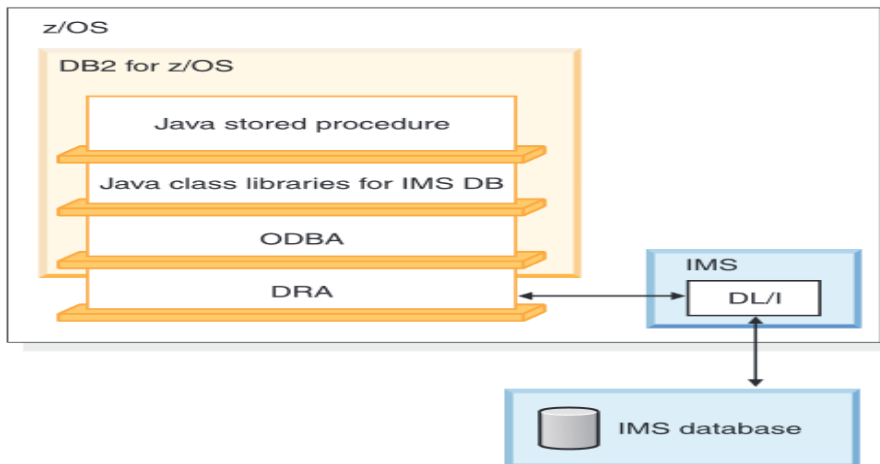 z/OS
DB2 for z/OS
Java stored procedure
Java class libraries for IMS DB
ODBA
DRA
IMS
DL/I
IMS database